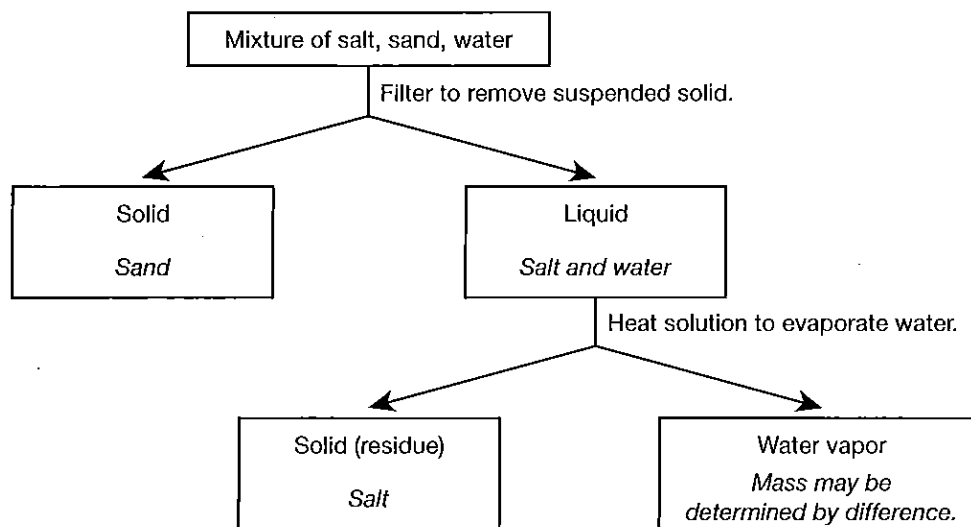 Mixture of salt, sand, water
Filter to remove suspended solid.
Solid
Sand
Liquid
Salt and water
Heat solution to evaporate water.
Solid (residue)
Salt
Water vapor
Mass may be
determined by difference.